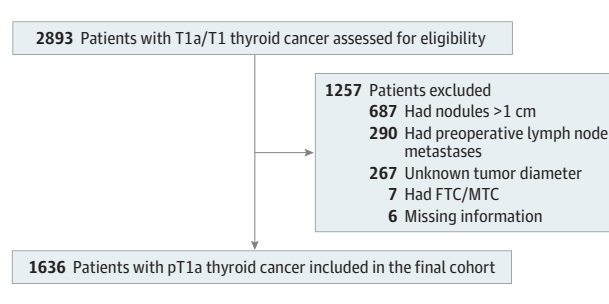 2893 Patients with T1a/T1 thyroid cancer assessed for eligibility
1257 Patients excluded
687 Had nodules >1 cm
290 Had preoperative lymph node
metastases
267 Unknown tumor diameter
7 Had FTC/MTC
6 Missing information
1636 Patients with pT1a thyroid cancer included in the final cohort